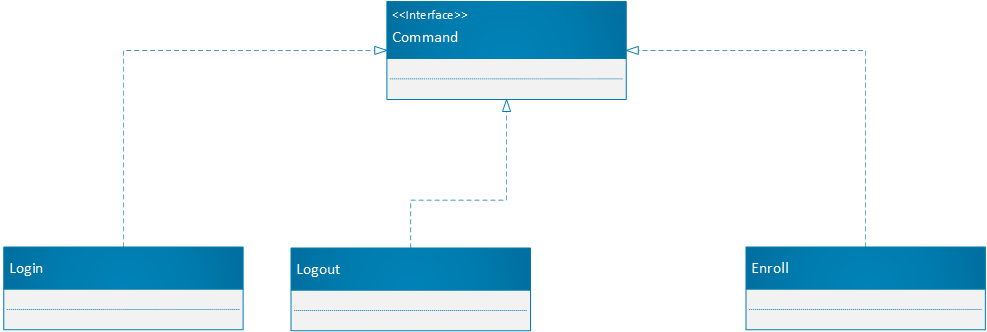 <<Interface>>
Command
Login
Logout
Enroll